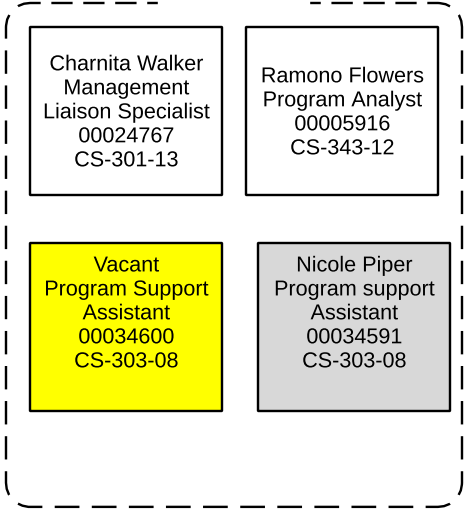 Charnita Walker
Management
Liaison Specialist
00024767
CS-301-13
Ramono Flowers
Program Analyst
00005916
CS-343-12
Vacant
Program Support
Assistant
00034600
CS-303-08
Nicole Piper
Program support
Assistant
00034591
CS-303-08